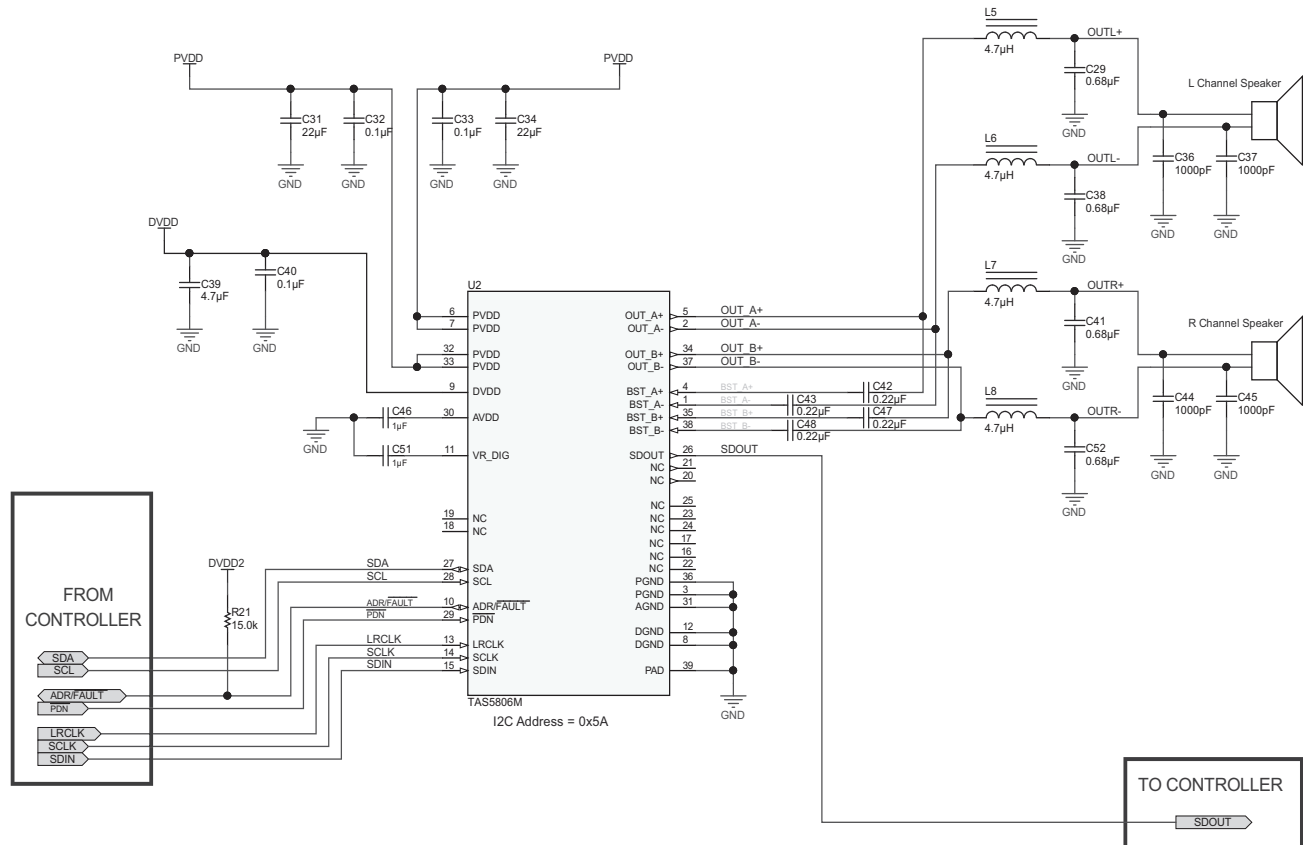 L5
4.7µH
OUTL+
C29
0.68µF
GND
L Channel Speaker
PVDD
PVDD
C31
22µF
C32
0.1µF
C33
0.1µF
C34
22µF
GND
GND
GND
GND
L6
4.7µH
OUTL-
C38
0.68µF
GND
C36
1000pF
C37
1000pF
GND
GND
DVDD
C39
4.7µF
C40
0.1µF
GND
GND
L7
4.7µH
OUTR+
C41
0.68µF
GND
R Channel Speaker
L8
4.7µH
OUTR-
C52
0.68µF
GND
C44
1000pF
C45
1000pF
GND
GND
U2
6 PVDD
7 PVDD
32 PVDD
33 PVDD
9 DVDD
30 AVDD
11 VR_DIG
19 NC
18 NC
27 SDA
28 SCL
10 ADR/FAULT
29 PDN
13 LRCLK
14 SCLK
15 SDIN
OUT_A+ 5 OUT_A+
OUT_A- 2 OUT_A-
OUT_B+ 34 OUT_B+
OUT_B- 37 OUT_B-
BST_A+ 4 BST_A+
BST_A- 1 BST_A-
BST_B+ 35 BST_B+
BST_B- 38 BST_B-
SDOUT 26 SDOUT
NC 21
NC 20
NC 25
NC 23
NC 24
NC 17
NC 16
NC 22
PGND 36
PGND 3
AGND 31
DGND 12
DGND 8
PAD 39
GND
C42
0.22µF
C43
0.22µF
C47
0.22µF
C48
0.22µF
C46
1µF
C51
1µF
GND
TAS5806M
I2C Address = 0x5A
DVDD2
R21
15.0k
SDA
SCL
ADR/FAULT
PDN
LRCLK
SCLK
SDIN
FROM
CONTROLLER
SDA
SCL
ADR/FAULT
PDN
LRCLK
SCLK
SDIN
TO CONTROLLER
SDOUT